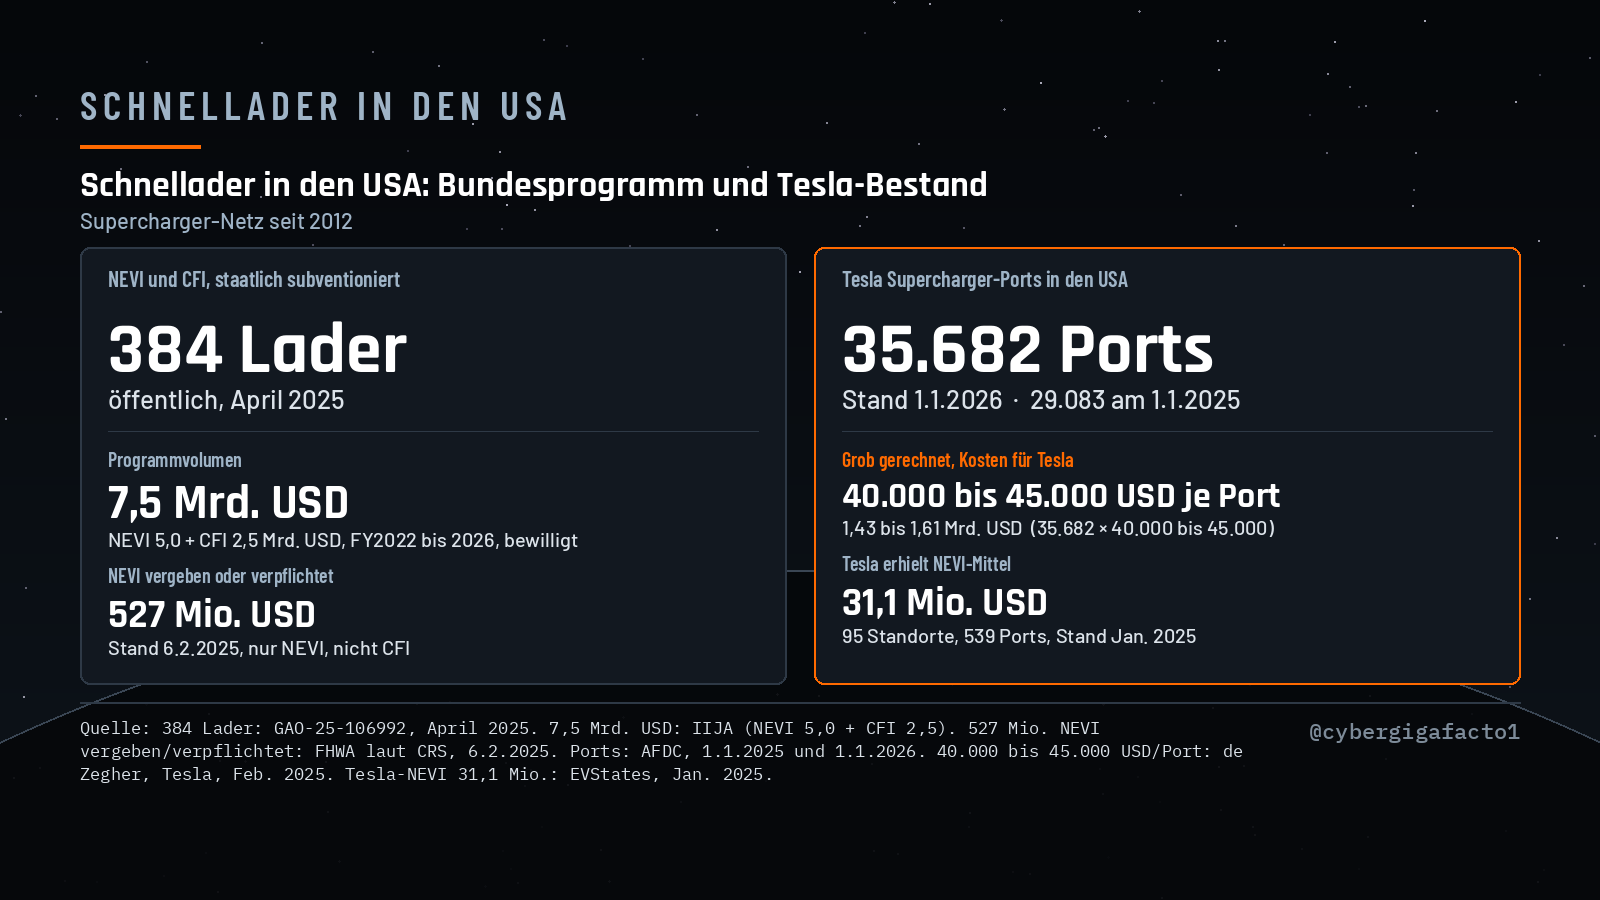 SCHNELLADER IN DEN USA
Schnellader in den USA: Bundesprogramm und Tesla-Bestand
Supercharger-Netz seit 2012
NEVI und CFI, staatlich subventioniert
384 Lader
öffentlich, April 2025
Programmvolumen
7,5 Mrd. USD
NEVI 5,0 + CFI 2,5 Mrd. USD, FY2022 bis 2026, bewilligt
NEVI vergeben oder verpflichtet
527 Mio. USD
Stand 6.2.2025, nur NEVI, nicht CFI
Tesla Supercharger-Ports in den USA
35.682 Ports
Stand 1.1.2026 · 29.083 am 1.1.2025
Grob gerechnet, Kosten für Tesla
40.000 bis 45.000 USD je Port
1,43 bis 1,61 Mrd. USD (35.682 × 40.000 bis 45.000)
Tesla erhielt NEVI-Mittel
31,1 Mio. USD
95 Standorte, 539 Ports, Stand Jan. 2025
Quelle: 384 Lader: GAO-25-106992, April 2025. 7,5 Mrd. USD: IIJA (NEVI 5,0 + CFI 2,5). 527 Mio. NEVI
vergeben/verpflichtet: FHWA laut CRS, 6.2.2025. Ports: AFDC, 1.1.2025 und 1.1.2026. 40.000 bis 45.000 USD/Port: de
Zegher, Tesla, Feb. 2025. Tesla-NEVI 31,1 Mio.: EVStates, Jan. 2025.
@cybergigafacto1